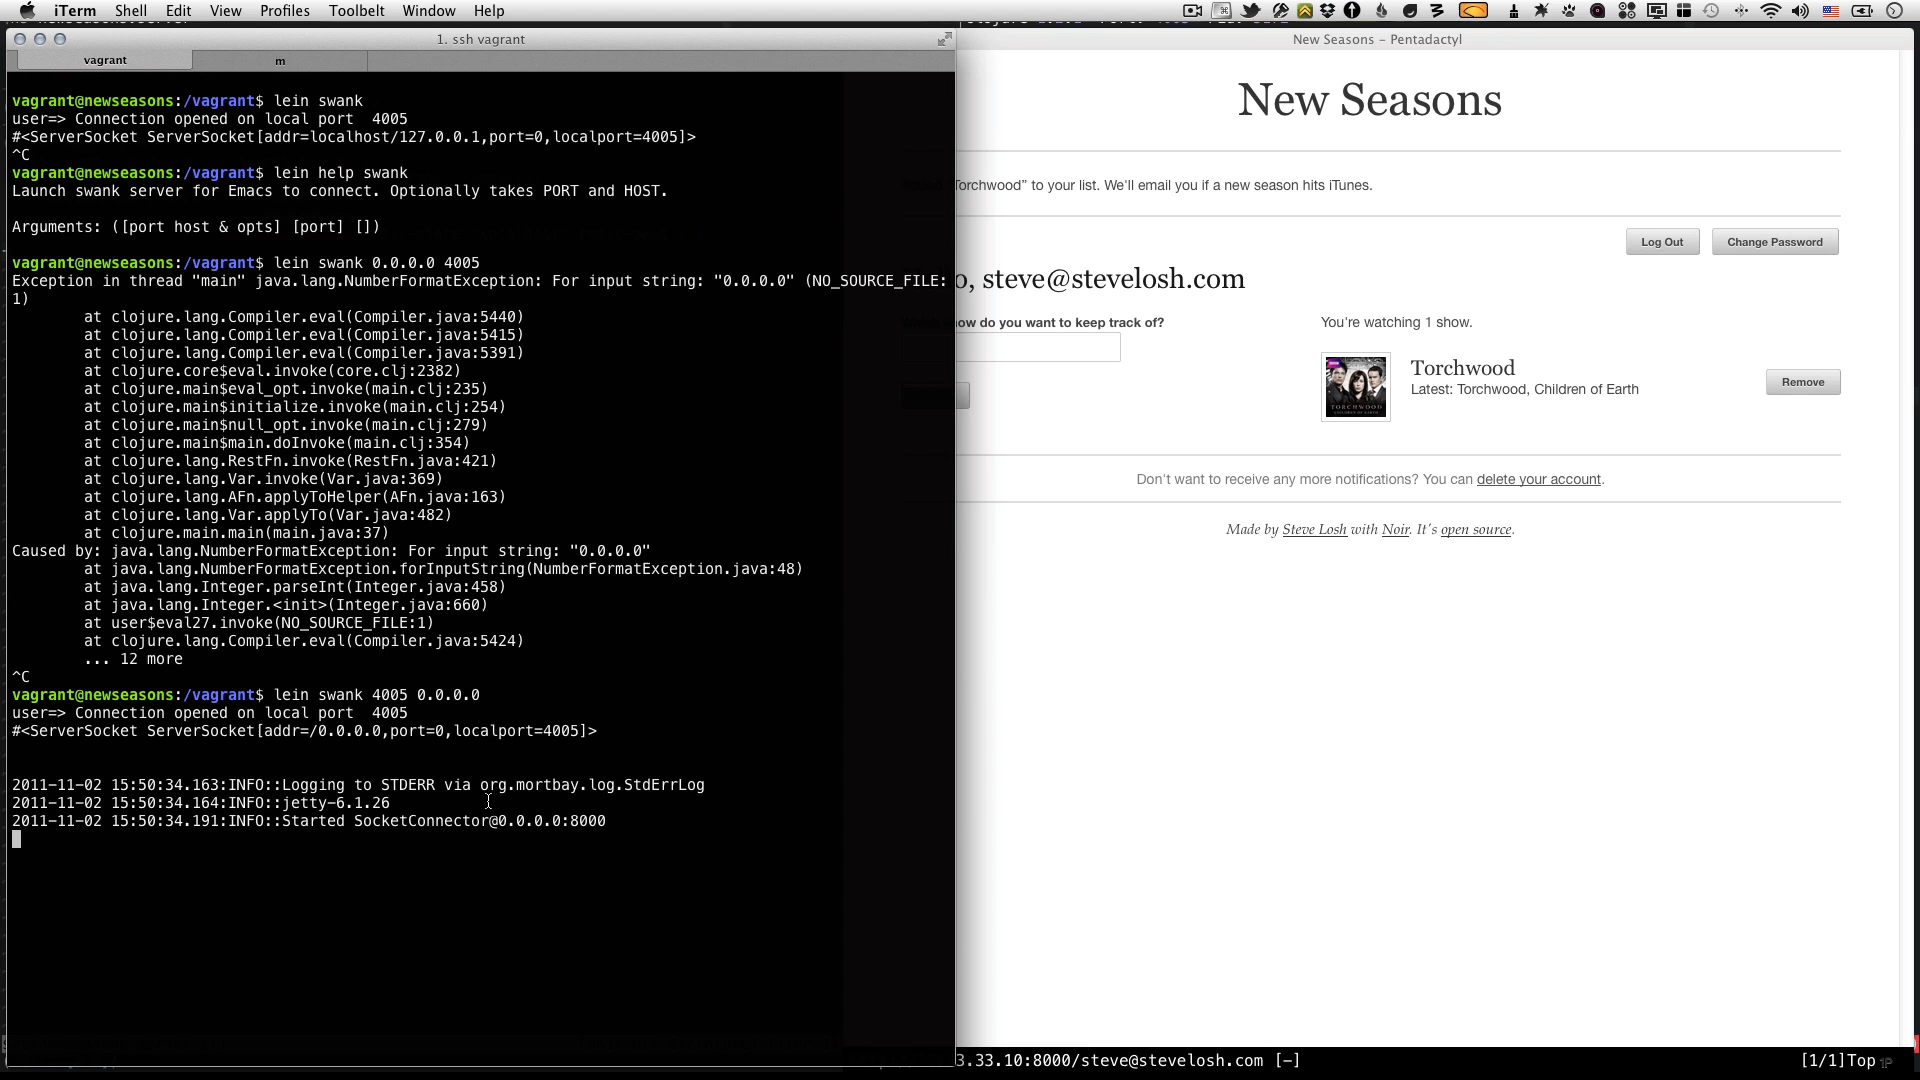 iTerm Shell Edit View Profiles Toolbelt Window Help
1. ssh vagrant
vagrant m
vagrant@newseasons:/vagrant$ lein swank
user=> Connection opened on local port  4005
#<ServerSocket ServerSocket[addr=localhost/127.0.0.1,port=0,localport=4005]>
^C
vagrant@newseasons:/vagrant$ lein help swank
Launch swank server for Emacs to connect. Optionally takes PORT and HOST.
Arguments: ([port host & opts] [port] [])
vagrant@newseasons:/vagrant$ lein swank 0.0.0.0 4005
Exception in thread "main" java.lang.NumberFormatException: For input string: "0.0.0.0" (NO_SOURCE_FILE:
1)
at clojure.lang.Compiler.eval(Compiler.java:5440)
at clojure.lang.Compiler.eval(Compiler.java:5415)
at clojure.lang.Compiler.eval(Compiler.java:5391)
at clojure.core$eval.invoke(core.clj:2382)
at clojure.main$eval_opt.invoke(main.clj:235)
at clojure.main$initialize.invoke(main.clj:254)
at clojure.main$null_opt.invoke(main.clj:279)
at clojure.main$main.doInvoke(main.clj:354)
at clojure.lang.RestFn.invoke(RestFn.java:421)
at clojure.lang.Var.invoke(Var.java:369)
at clojure.lang.AFn.applyToHelper(AFn.java:163)
at clojure.lang.Var.applyTo(Var.java:482)
at clojure.main.main(main.java:37)
Caused by: java.lang.NumberFormatException: For input string: "0.0.0.0"
at java.lang.NumberFormatException.forInputString(NumberFormatException.java:48)
at java.lang.Integer.parseInt(Integer.java:458)
at java.lang.Integer.<init>(Integer.java:660)
at user$eval27.invoke(NO_SOURCE_FILE:1)
at clojure.lang.Compiler.eval(Compiler.java:5424)
... 12 more
^C
vagrant@newseasons:/vagrant$ lein swank 4005 0.0.0.0
user=> Connection opened on local port  4005
#<ServerSocket ServerSocket[addr=/0.0.0.0,port=0,localport=4005]>
2011-11-02 15:50:34.163:INFO::Logging to STDERR via org.mortbay.log.StdErrLog
2011-11-02 15:50:34.164:INFO::jetty-6.1.26
2011-11-02 15:50:34.191:INFO::Started SocketConnector@0.0.0.0:8000
New Seasons - Pentadactyl
New Seasons
“Torchwood” to your list. We'll email you if a new season hits iTunes.
Log Out Change Password
o, steve@stevelosh.com
how do you want to keep track of?
You're watching 1 show.
Torchwood
Latest: Torchwood, Children of Earth
Remove
Don't want to receive any more notifications? You can delete your account.
Made by Steve Losh with Noir. It's open source.
3.33.10:8000/steve@stevelosh.com [-]
[1/1]Top